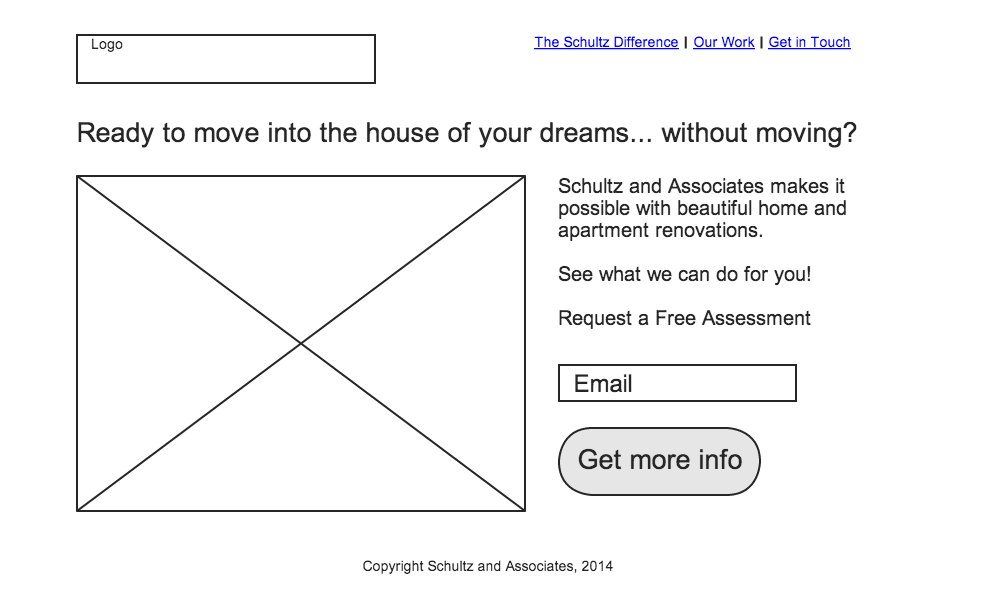 Logo
The Schultz Difference | Our Work | Get in Touch
Ready to move into the house of your dreams... without moving?
Schultz and Associates makes it
possible with beautiful home and
apartment renovations.
See what we can do for you!
Request a Free Assessment
Email
Get more info
Copyright Schultz and Associates, 2014